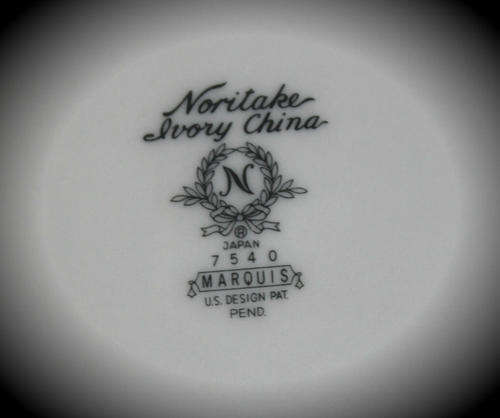 Noritake
Ivory China
N
®
JAPAN
7540
MARQUIS
U.S. DESIGN PAT.
PEND.